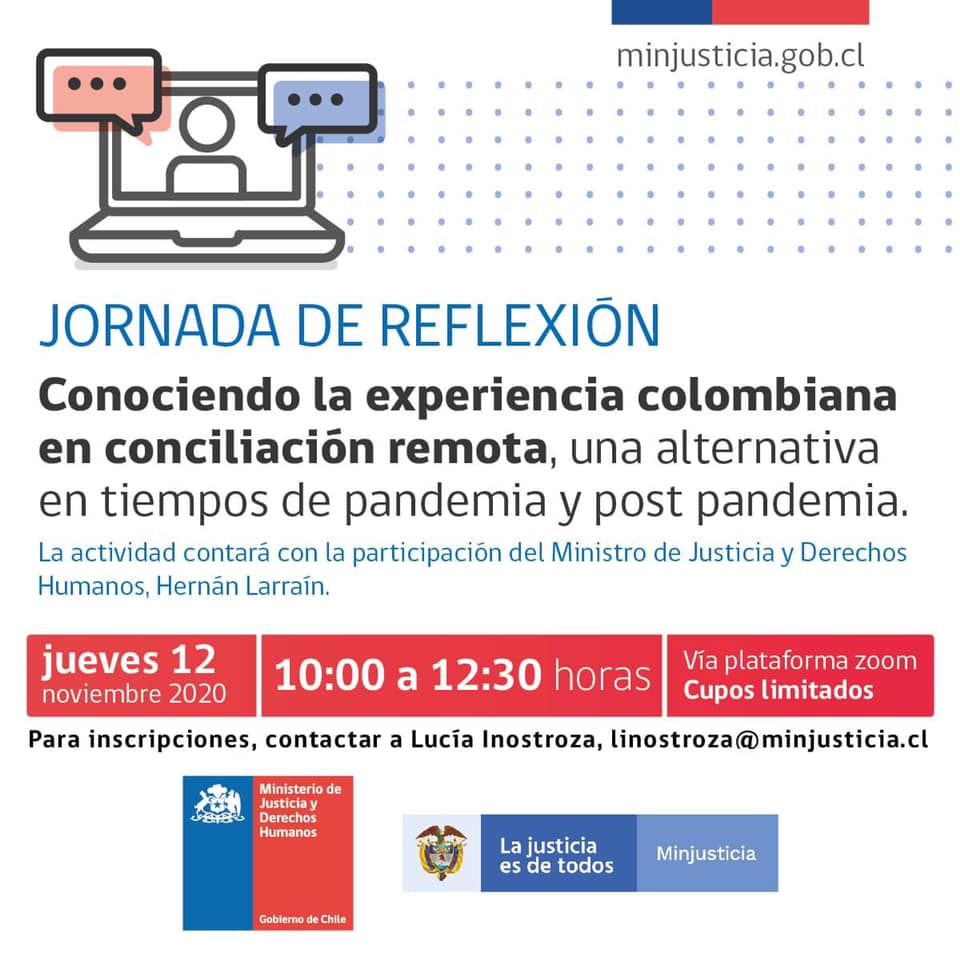 minjusticia.gob.cl
JORNADA DE REFLEXIÓN
Conociendo la experiencia colombiana
en conciliación remota, una alternativa
en tiempos de pandemia y post pandemia.
La actividad contará con la participación del Ministro de Justicia y Derechos
Humanos, Hernán Larraín.
jueves 12
noviembre 2020
10:00 a 12:30 horas
Vía plataforma zoom
Cupos limitados
Para inscripciones, contactar a Lucía Inostroza, linostroza@minjusticia.cl
Ministerio de
Justicia y
Derechos
Humanos
Gobierno de Chile
La justicia
es de todos
Minjusticia